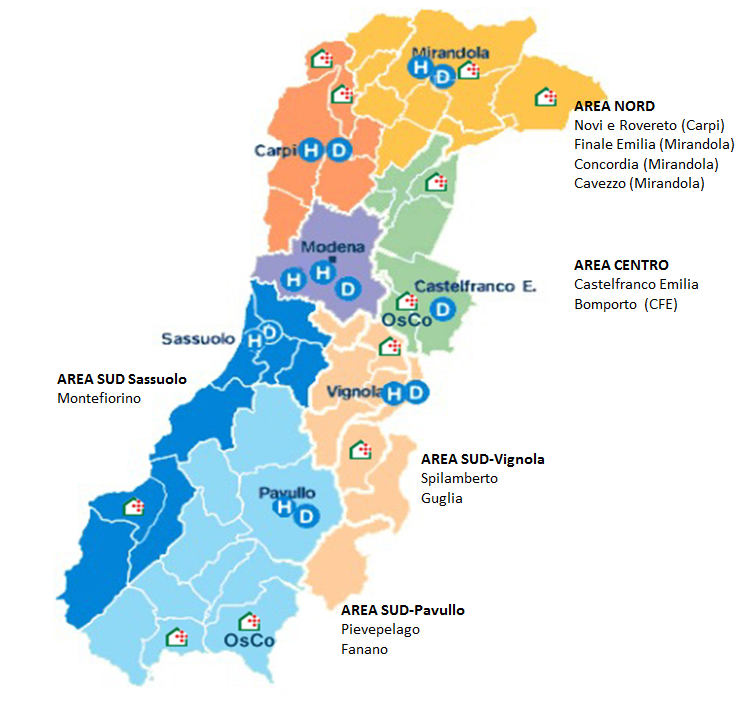 Mirandola
H D
AREA NORD
Novi e Rovereto (Carpi)
Finale Emilia (Mirandola)
Concordia (Mirandola)
Cavezzo (Mirandola)
Carpi H D
Modena
H H D
AREA CENTRO
Castelfranco Emilia
Bomporto  (CFE)
Castelfranco E.
OsCo D
Sassuolo H D
AREA SUD Sassuolo
Montefiorino
Vignola H D
AREA SUD-Vignola
Spilamberto
Guglia
Pavullo
H D
AREA SUD-Pavullo
Pievepelago
Fanano
OsCo